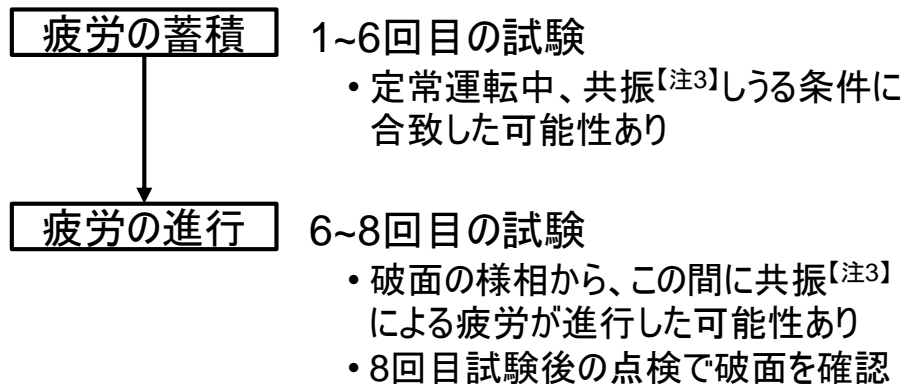 疲労の蓄積
1~6回目の試験
• 定常運転中、共振【注3】しうる条件に
合致した可能性あり
疲労の進行
6~8回目の試験
• 破面の様相から、この間に共振【注3】
による疲労が進行した可能性あり
• 8回目試験後の点検で破面を確認